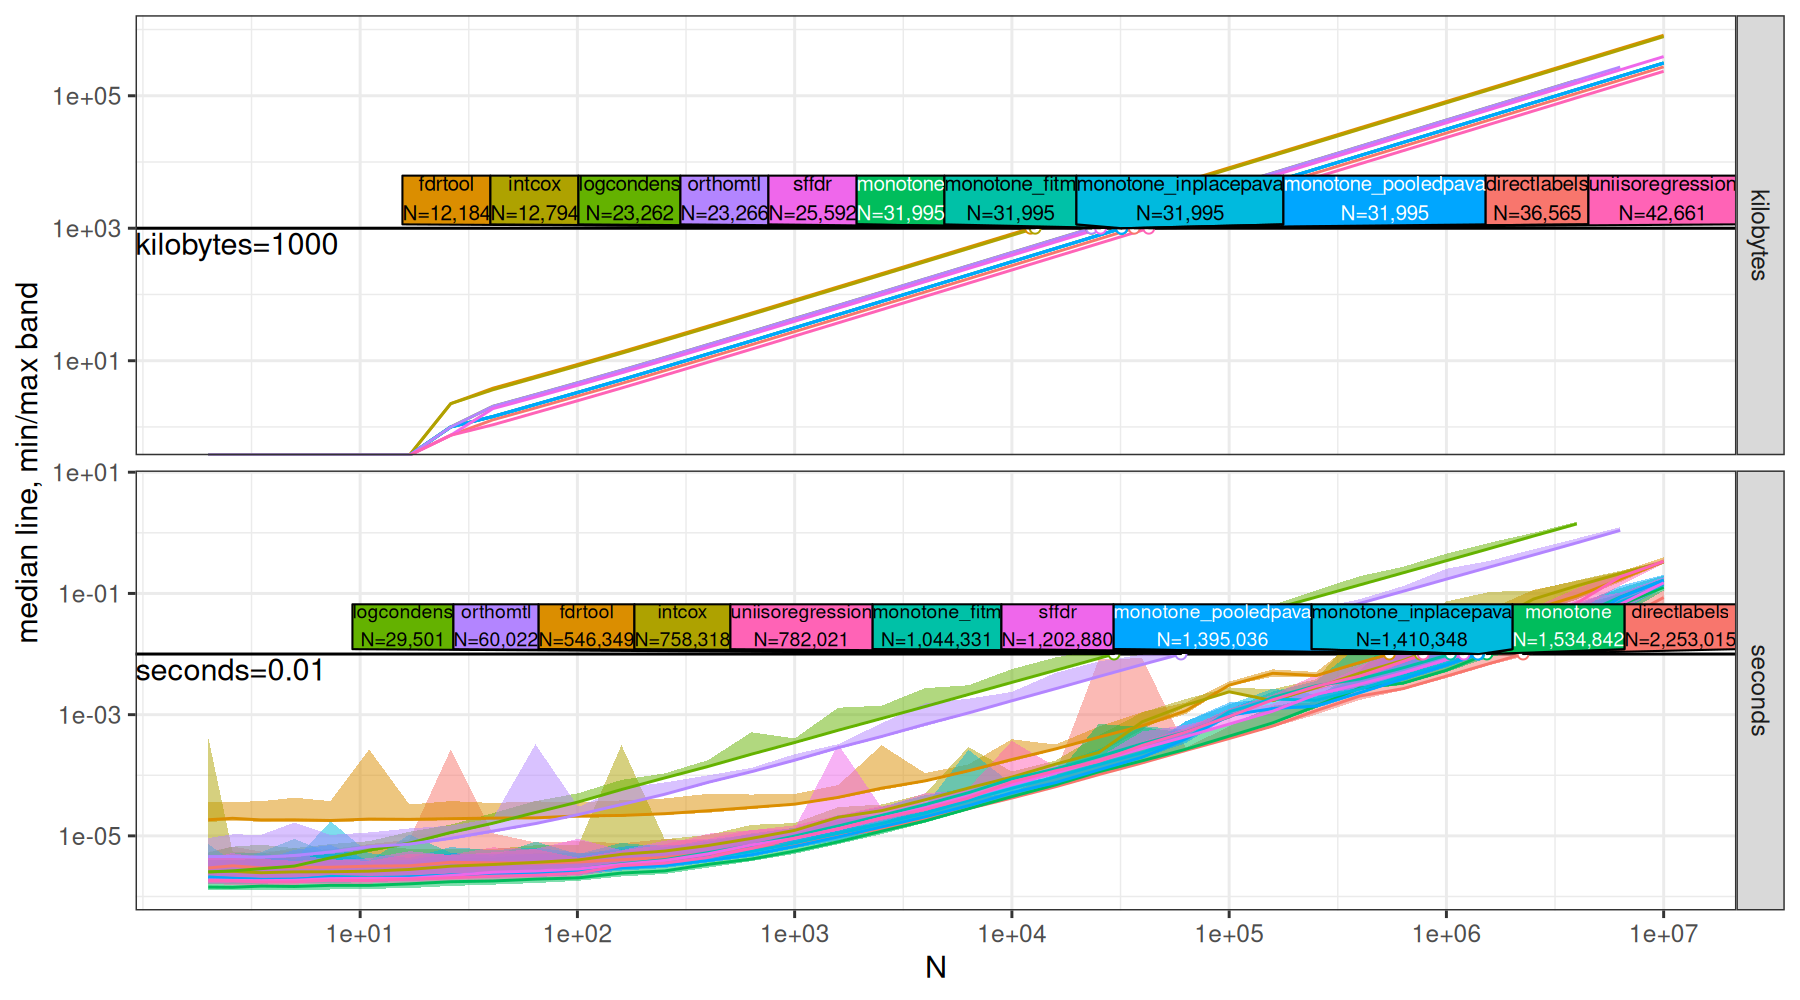 median line, min/max band
1e+05
1e+03
1e+01
fdrtool intcox logcondens orthomtl sffdr monotone monotone_fitm monotone_inplacepava monotone_pooledpava directlabels uniisoregression
N=12,184 N=12,794 N=23,262 N=23,266 N=25,592 N=31,995 N=31,995 N=31,995 N=31,995 N=36,565 N=42,661
kilobytes=1000
kilobytes
1e+01
1e-01
1e-03
1e-05
logcondens orthomtl fdrtool intcox uniisoregression monotone_fitm sffdr monotone_pooledpava monotone_inplacepava monotone directlabels
N=29,501 N=60,022 N=546,349 N=758,318 N=782,021 N=1,044,331 N=1,202,880 N=1,395,036 N=1,410,348 N=1,534,842 N=2,253,015
seconds=0.01
seconds
1e+01 1e+02 1e+03 1e+04 1e+05 1e+06 1e+07
N